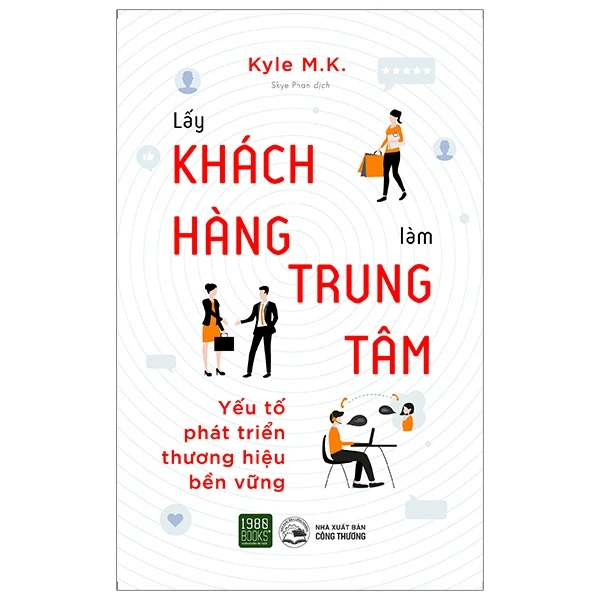 Kyle M.K.
Skye Phan dịch
Lấy
KHÁCH
HÀNG
làm
TRUNG
TÂM
Yếu tố
phát triển
thương hiệu
bền vững
1980
BOOKS
NHÀ XUẤT BẢN
CÔNG THƯƠNG